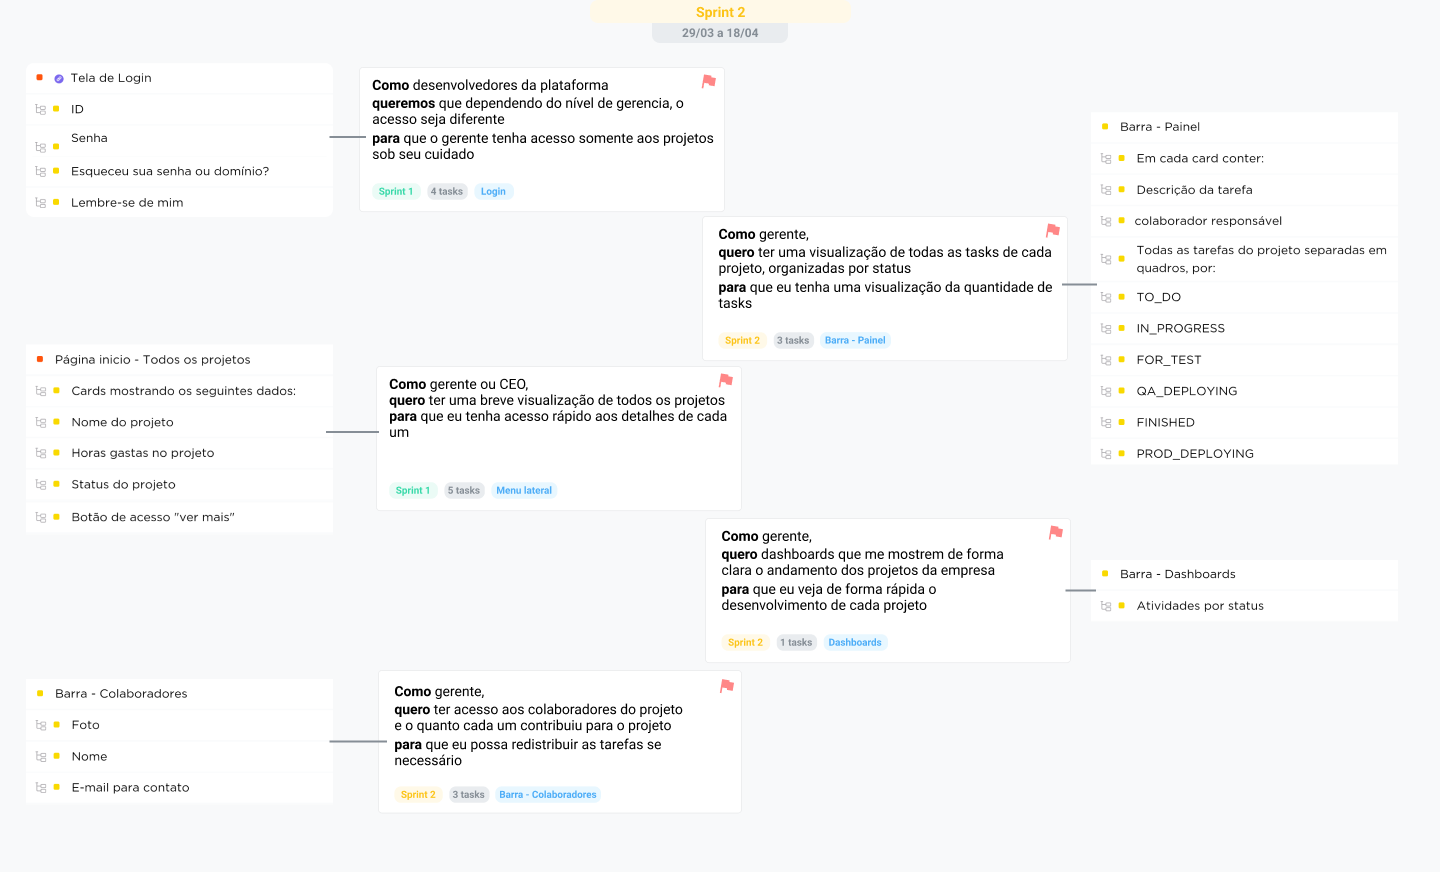 Sprint 2
29/03 a 18/04
Tela de Login
ID
Senha
Esqueceu sua senha ou domínio?
Lembre-se de mim
Como desenvolvedores da plataforma
queremos que dependendo do nível de gerencia, o
acesso seja diferente
para que o gerente tenha acesso somente aos projetos
sob seu cuidado
Sprint 1
4 tasks
Login
Como gerente,
quero ter uma visualização de todas as tasks de cada
projeto, organizadas por status
para que eu tenha uma visualização da quantidade de
tasks
Sprint 2
3 tasks
Barra - Painel
Barra - Painel
Em cada card conter:
Descrição da tarefa
colaborador responsável
Todas as tarefas do projeto separadas em
quadros, por:
TO_DO
IN_PROGRESS
FOR_TEST
QA_DEPLOYING
FINISHED
PROD_DEPLOYING
Página inicio - Todos os projetos
Cards mostrando os seguintes dados:
Nome do projeto
Horas gastas no projeto
Status do projeto
Botão de acesso "ver mais"
Como gerente ou CEO,
quero ter uma breve visualização de todos os projetos
para que eu tenha acesso rápido aos detalhes de cada
um
Sprint 1
5 tasks
Menu lateral
Como gerente,
quero dashboards que me mostrem de forma
clara o andamento dos projetos da empresa
para que eu veja de forma rápida o
desenvolvimento de cada projeto
Sprint 2
1 tasks
Dashboards
Barra - Dashboards
Atividades por status
Barra - Colaboradores
Foto
Nome
E-mail para contato
Como gerente,
quero ter acesso aos colaboradores do projeto
e o quanto cada um contribuiu para o projeto
para que eu possa redistribuir as tarefas se
necessário
Sprint 2
3 tasks
Barra - Colaboradores